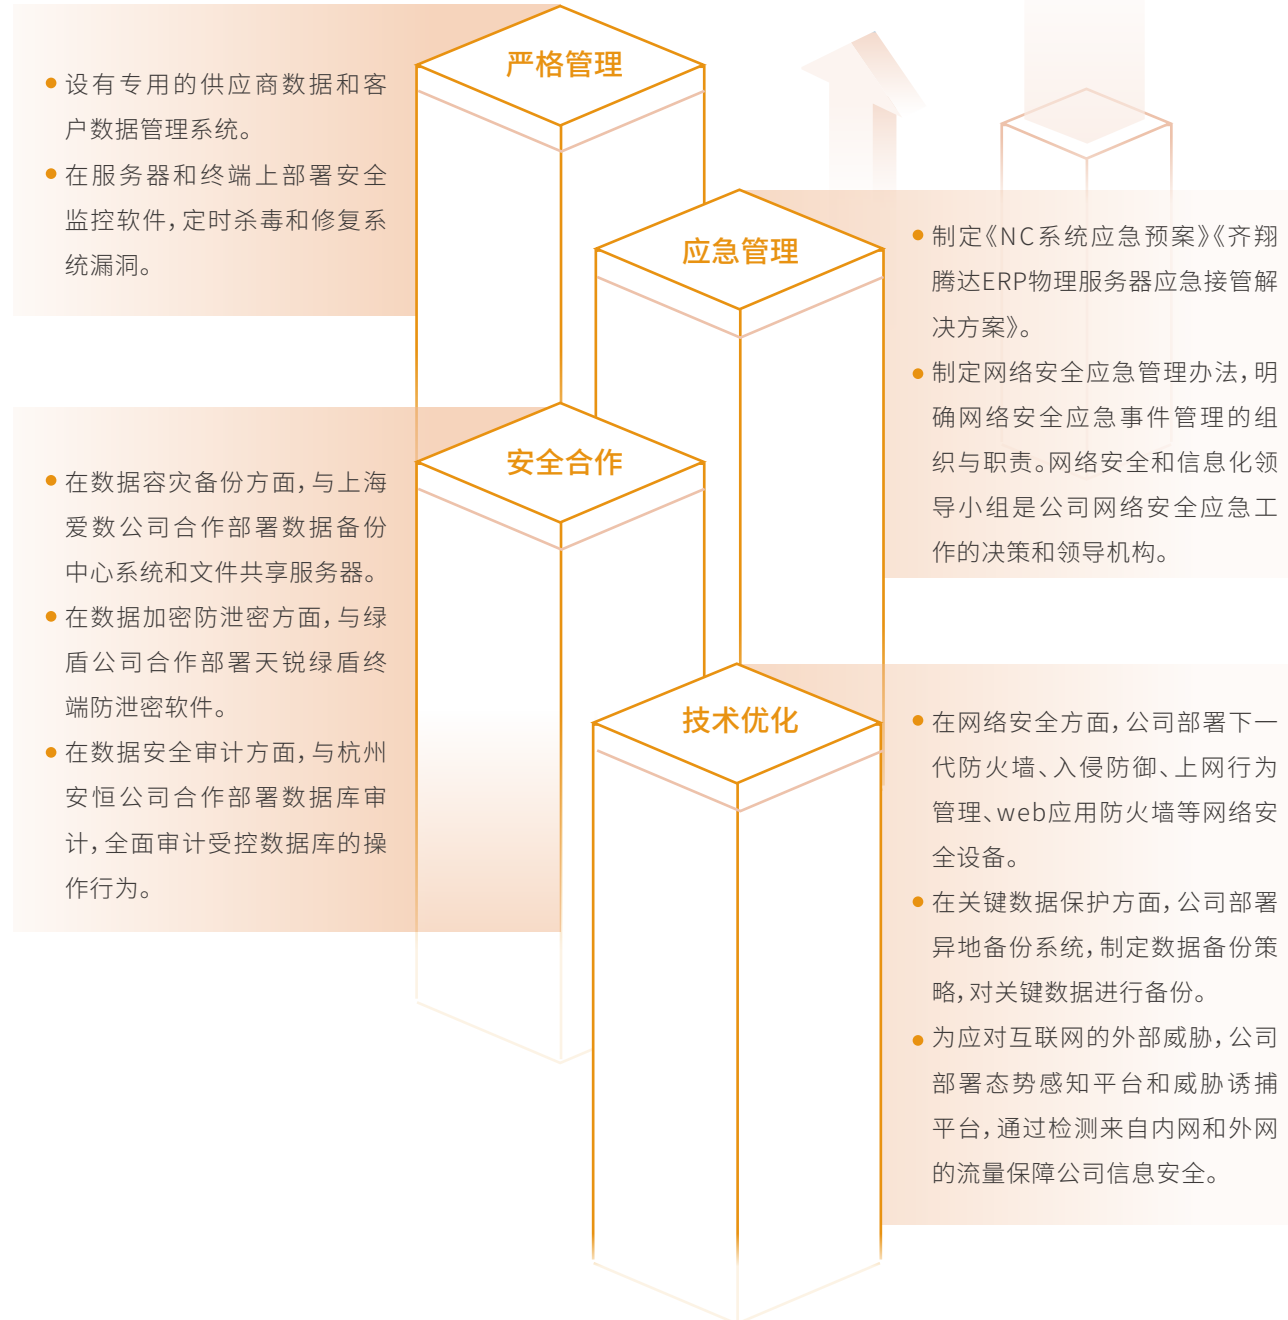 严格管理
设有专用的供应商数据和客
户数据管理系统。
在服务器和终端上部署安全
监控软件，定时杀毒和修复系
统漏洞。
应急管理
制定《NC系统应急预案》《齐翔
腾达ERP物理服务器应急接管解
决方案》。
制定网络安全应急管理办法，明
确网络安全应急事件管理的组
织与职责。网络安全和信息化领
导小组是公司网络安全应急工
作的决策和领导机构。
安全合作
在数据容灾备份方面，与上海
爱数公司合作部署数据备份
中心系统和文件共享服务器。
在数据加密防泄密方面，与绿
盾公司合作部署天锐绿盾终
端防泄密软件。
在数据安全审计方面，与杭州
安恒公司合作部署数据库审
计，全面审计受控数据库的操
作行为。
技术优化
在网络安全方面，公司部署下一
代防火墙、入侵防御、上网行为
管理、web应用防火墙等网络安
全设备。
在关键数据保护方面，公司部署
异地备份系统，制定数据备份策
略，对关键数据进行备份。
为应对互联网的外部威胁，公司
部署态势感知平台和威胁诱捕
平台，通过检测来自内网和外网
的流量保障公司信息安全。